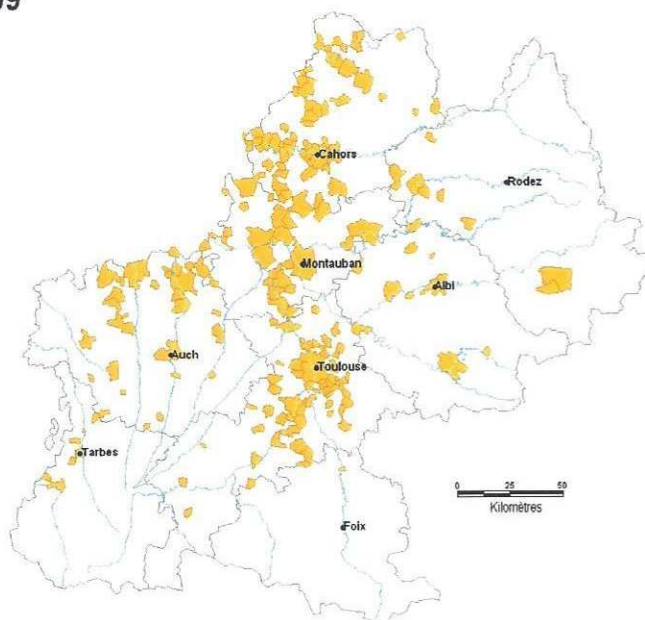 Cahors
Rodez
Montauban
Albi
Auch
Toulouse
Tarbes
0 25 50
Kilomètres
Foix